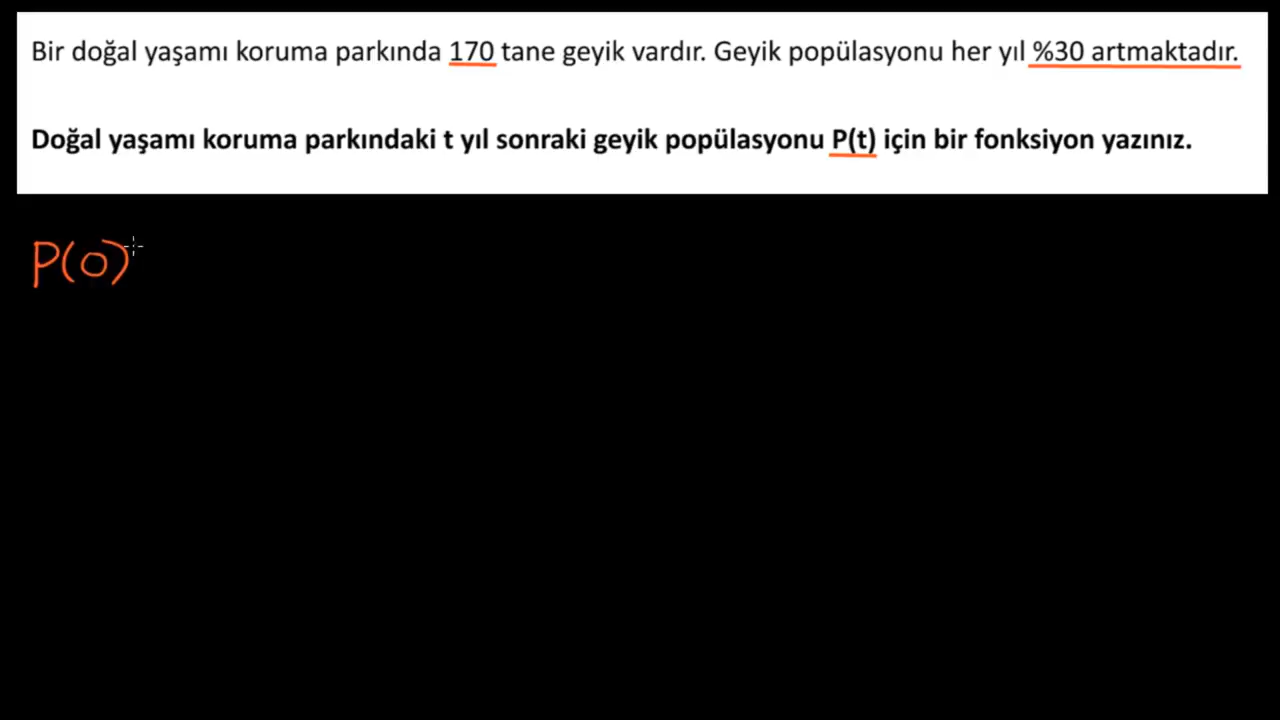 Bir doğal yaşamı koruma parkında 170 tane geyik vardır. Geyik popülasyonu her yıl %30 artmaktadır.
Doğal yaşamı koruma parkındaki t yıl sonraki geyik popülasyonu P(t) için bir fonksiyon yazınız.
P(0)